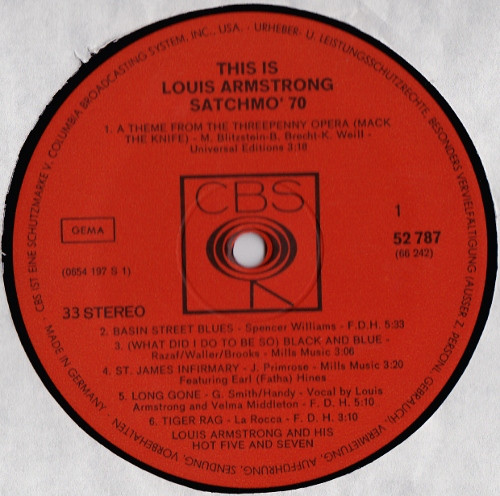 THIS IS
LOUIS ARMSTRONG
SATCHMO' 70
1. A THEME FROM THE THREEPENNY OPERA (MACK
THE KNIFE) - M. Blitzstein-B. Brecht-K. Weill -
Universal Editions 3:18
CBS
GEMA
1
52 787
(66 242)
(0654 197 S 1)
33 STEREO
2. BASIN STREET BLUES - Spencer Williams - F.D.H. 5:33
3. (WHAT DID I DO TO BE SO) BLACK AND BLUE -
Razaf/Waller/Brooks - Mills Music 3:06
4. ST. JAMES INFIRMARY - J. Primrose - Mills Music 3:20
Featuring Earl (Fatha) Hines
5. LONG GONE - G. Smith/Handy - Vocal by Louis
Armstrong and Velma Middleton - F. D. H. 5:10
6. TIGER RAG - La Rocca - F. D. H. 3:10
LOUIS ARMSTRONG AND HIS
HOT FIVE AND SEVEN
CBS IST EINE SCHUTZMARKE V. COLUMBIA BROADCASTING SYSTEM, INC., USA. · URHEBER- U. LEISTUNGSSCHUTZRECHTE, BESONDERS VERVIELFÄLTIGUNG (AUSSER Z. PERSÖNL. GEBRAUCH), VERMIETUNG, AUFFÜHRUNG, SENDUNG, VORBEHALTEN · MADE IN GERMANY ·